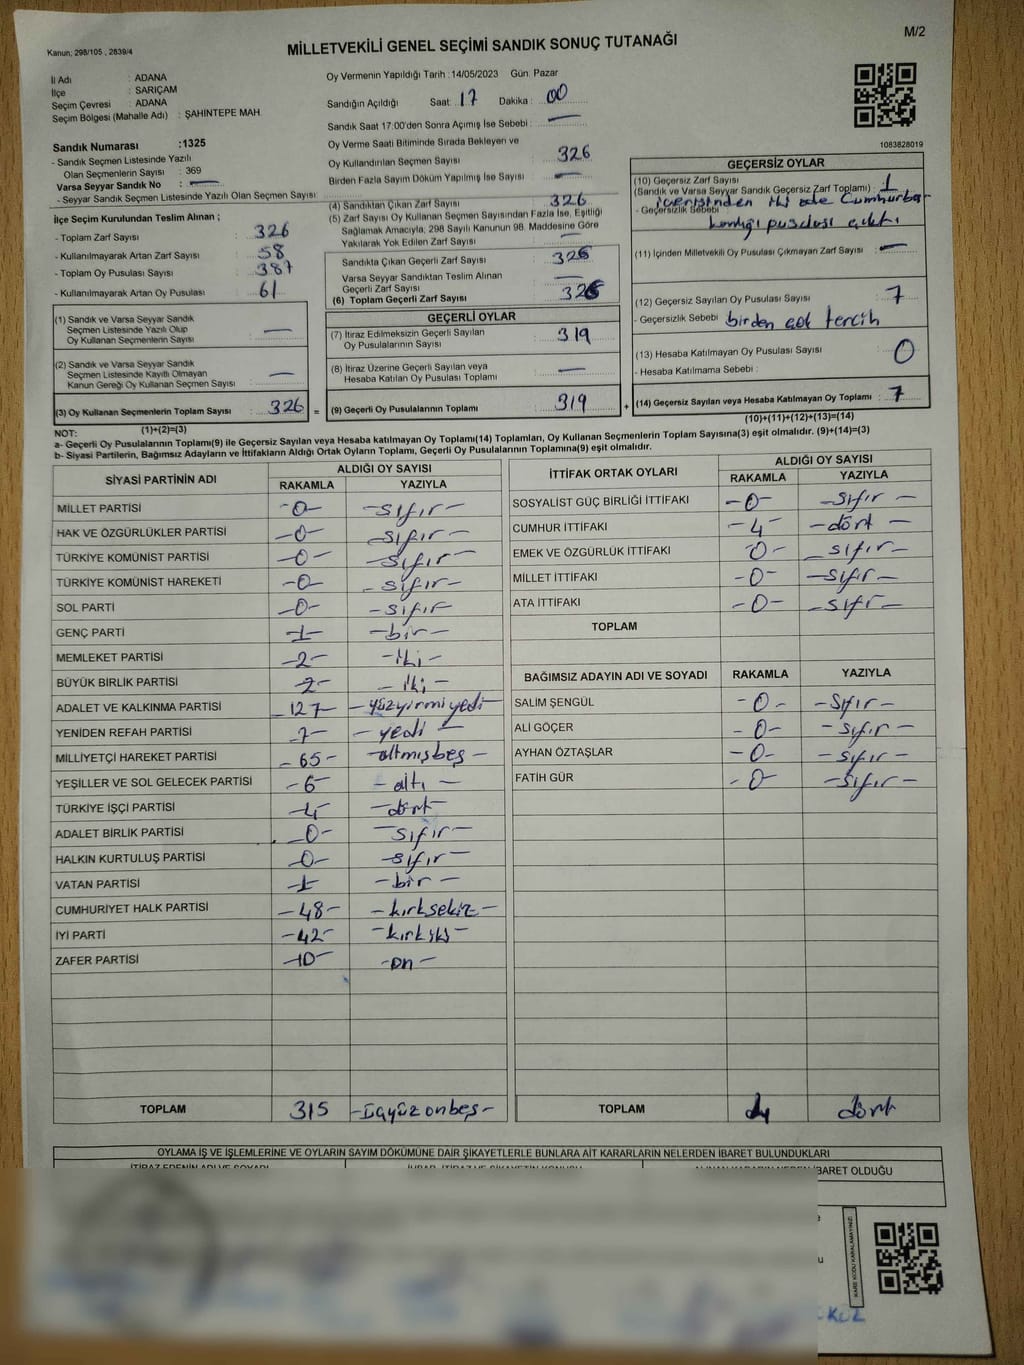 Kanun; 298/105 , 2839/4
MİLLETVEKİLİ GENEL SEÇİMİ SANDIK SONUÇ TUTANAĞI
M/2
İl Adı : ADANA
İlçe : SARIÇAM
Seçim Çevresi : ADANA
Seçim Bölgesi (Mahalle Adı) : ŞAHİNTEPE MAH.
Oy Vermenin Yapıldığı Tarih : 14/05/2023 Gün: Pazar
Sandığın Açıldığı Saat: 17 Dakika : 00
Sandık Saat 17:00'den Sonra Açımış İse Sebebi : —
Sandık Numarası :1325
- Sandık Seçmen Listesinde Yazılı
Olan Seçmenlerin Sayısı : 369
Varsa Seyyar Sandık No : —
- Seyyar Sandık Seçmen Listesinde Yazılı Olan Seçmen Sayısı:
Oy Verme Saati Bitiminde Sırada Bekleyen ve
Oy Kullandırılan Seçmen Sayısı : 326
Birden Fazla Sayım Döküm Yapılmış İse Sayısı : —
1083828019
İlçe Seçim Kurulundan Teslim Alınan ;
- Toplam Zarf Sayısı : 326
- Kullanılmayarak Artan Zarf Sayısı : 58
- Toplam Oy Pusulası Sayısı : 387
- Kullanılmayarak Artan Oy Pusulası : 61
(1) Sandık ve Varsa Seyyar Sandık
Seçmen Listesinde Yazılı Olup
Oy Kullanan Seçmenlerin Sayısı : —
(2) Sandık ve Varsa Seyyar Sandık
Seçmen Listesinde Kayıtlı Olmayan
Kanun Gereği Oy Kullanan Seçmen Sayısı : —
(3) Oy Kullanan Seçmenlerin Toplam Sayısı : 326 =
(1)+(2)=(3)
(4) Sandıktan Çıkan Zarf Sayısı : 326
(5) Zarf Sayısı Oy Kullanan Seçmen Sayısından Fazla İse, Eşitliği
Sağlamak Amacıyla, 298 Sayılı Kanunun 98. Maddesine Göre
Yakılarak Yok Edilen Zarf Sayısı : —
Sandıkta Çıkan Geçerli Zarf Sayısı : 326
Varsa Seyyar Sandıktan Teslim Alınan
Geçerli Zarf Sayısı : —
(6) Toplam Geçerli Zarf Sayısı : 326
GEÇERLİ OYLAR
(7) İtiraz Edilmeksizin Geçerli Sayılan
Oy Pusulalarının Sayısı : 319
(8) İtiraz Üzerine Geçerli Sayılan veya
Hesaba Katılan Oy Pusulası Toplamı : —
(9) Geçerli Oy Pusulalarının Toplamı : 319 +
GEÇERSİZ OYLAR
(10) Geçersiz Zarf Sayısı
(Sandık ve Varsa Seyyar Sandık Geçersiz Zarf Toplamı) : 1
- Geçersizlik Sebebi : içerisinden iki ade Cumhurbaş-
kanlığı pusulası çıktı
(11) İçinden Milletvekili Oy Pusulası Çıkmayan Zarf Sayısı : —
(12) Geçersiz Sayılan Oy Pusulası Sayısı : 7
- Geçersizlik Sebebi : birden çok tercih
(13) Hesaba Katılmayan Oy Pusulası Sayısı : 0
- Hesaba Katılmama Sebebi :
(14) Geçersiz Sayılan veya Hesaba Katılmayan Oy Toplamı : 7
(10)+(11)+(12)+(13)=(14)
NOT:
a- Geçerli Oy Pusulalarının Toplamı(9) ile Geçersiz Sayılan veya Hesaba katılmayan Oy Toplamı(14) Toplamları, Oy Kullanan Seçmenlerin Toplam Sayısına(3) eşit olmalıdır. (9)+(14)=(3)
b- Siyasi Partilerin, Bağımsız Adayların ve İttifakların Aldığı Ortak Oyların Toplamı, Geçerli Oy Pusulalarının Toplamına(9) eşit olmalıdır.
SİYASİ PARTİNİN ADI ALDIĞI OY SAYISI
RAKAMLA YAZIYLA
MİLLET PARTİSİ -0- -sıfır-
HAK VE ÖZGÜRLÜKLER PARTİSİ -0- -sıfır-
TÜRKİYE KOMÜNİST PARTİSİ -0- -sıfır-
TÜRKİYE KOMÜNİST HAREKETİ -0- -sıfır-
SOL PARTİ -0- -sıfır-
GENÇ PARTİ -1- -bir-
MEMLEKET PARTİSİ -2- -iki-
BÜYÜK BİRLİK PARTİSİ -2- -iki-
ADALET VE KALKINMA PARTİSİ -127- -yüzyirmiyedi-
YENİDEN REFAH PARTİSİ -7- -yedi-
MİLLİYETÇİ HAREKET PARTİSİ -65- -altmışbeş-
YEŞİLLER VE SOL GELECEK PARTİSİ -6- -altı-
TÜRKİYE İŞÇİ PARTİSİ -4- -dört-
ADALET BİRLİK PARTİSİ -0- -sıfır-
HALKIN KURTULUŞ PARTİSİ -0- -sıfır-
VATAN PARTİSİ -1- -bir-
CUMHURİYET HALK PARTİSİ -48- -kırksekiz-
İYİ PARTİ -42- -kırkiki-
ZAFER PARTİSİ -10- -on-
TOPLAM 315 -üçyüzonbeş-
İTTİFAK ORTAK OYLARI ALDIĞI OY SAYISI
RAKAMLA YAZIYLA
SOSYALİST GÜÇ BİRLİĞİ İTTİFAKI -0- -sıfır-
CUMHUR İTTİFAKI -4- -dört-
EMEK VE ÖZGÜRLÜK İTTİFAKI -0- -sıfır-
MİLLET İTTİFAKI -0- -sıfır-
ATA İTTİFAKI -0- -sıfr-
TOPLAM
BAĞIMSIZ ADAYIN ADI VE SOYADI RAKAMLA YAZIYLA
SALİM ŞENGÜL -0- -sıfır-
ALİ GÖÇER -0- -sıfır-
AYHAN ÖZTAŞLAR -0- -sıfır-
FATİH GÜR -0- -sıfır-
TOPLAM 4 dört
OYLAMA İŞ VE İŞLEMLERİNE VE OYLARIN SAYIM DÖKÜMÜNE DAİR ŞİKAYETLERLE BUNLARA AİT KARARLARIN NELERDEN İBARET BULUNDUKLARI
İBARET OLDUĞU
KARE KODU KARALAMAYINIZ!